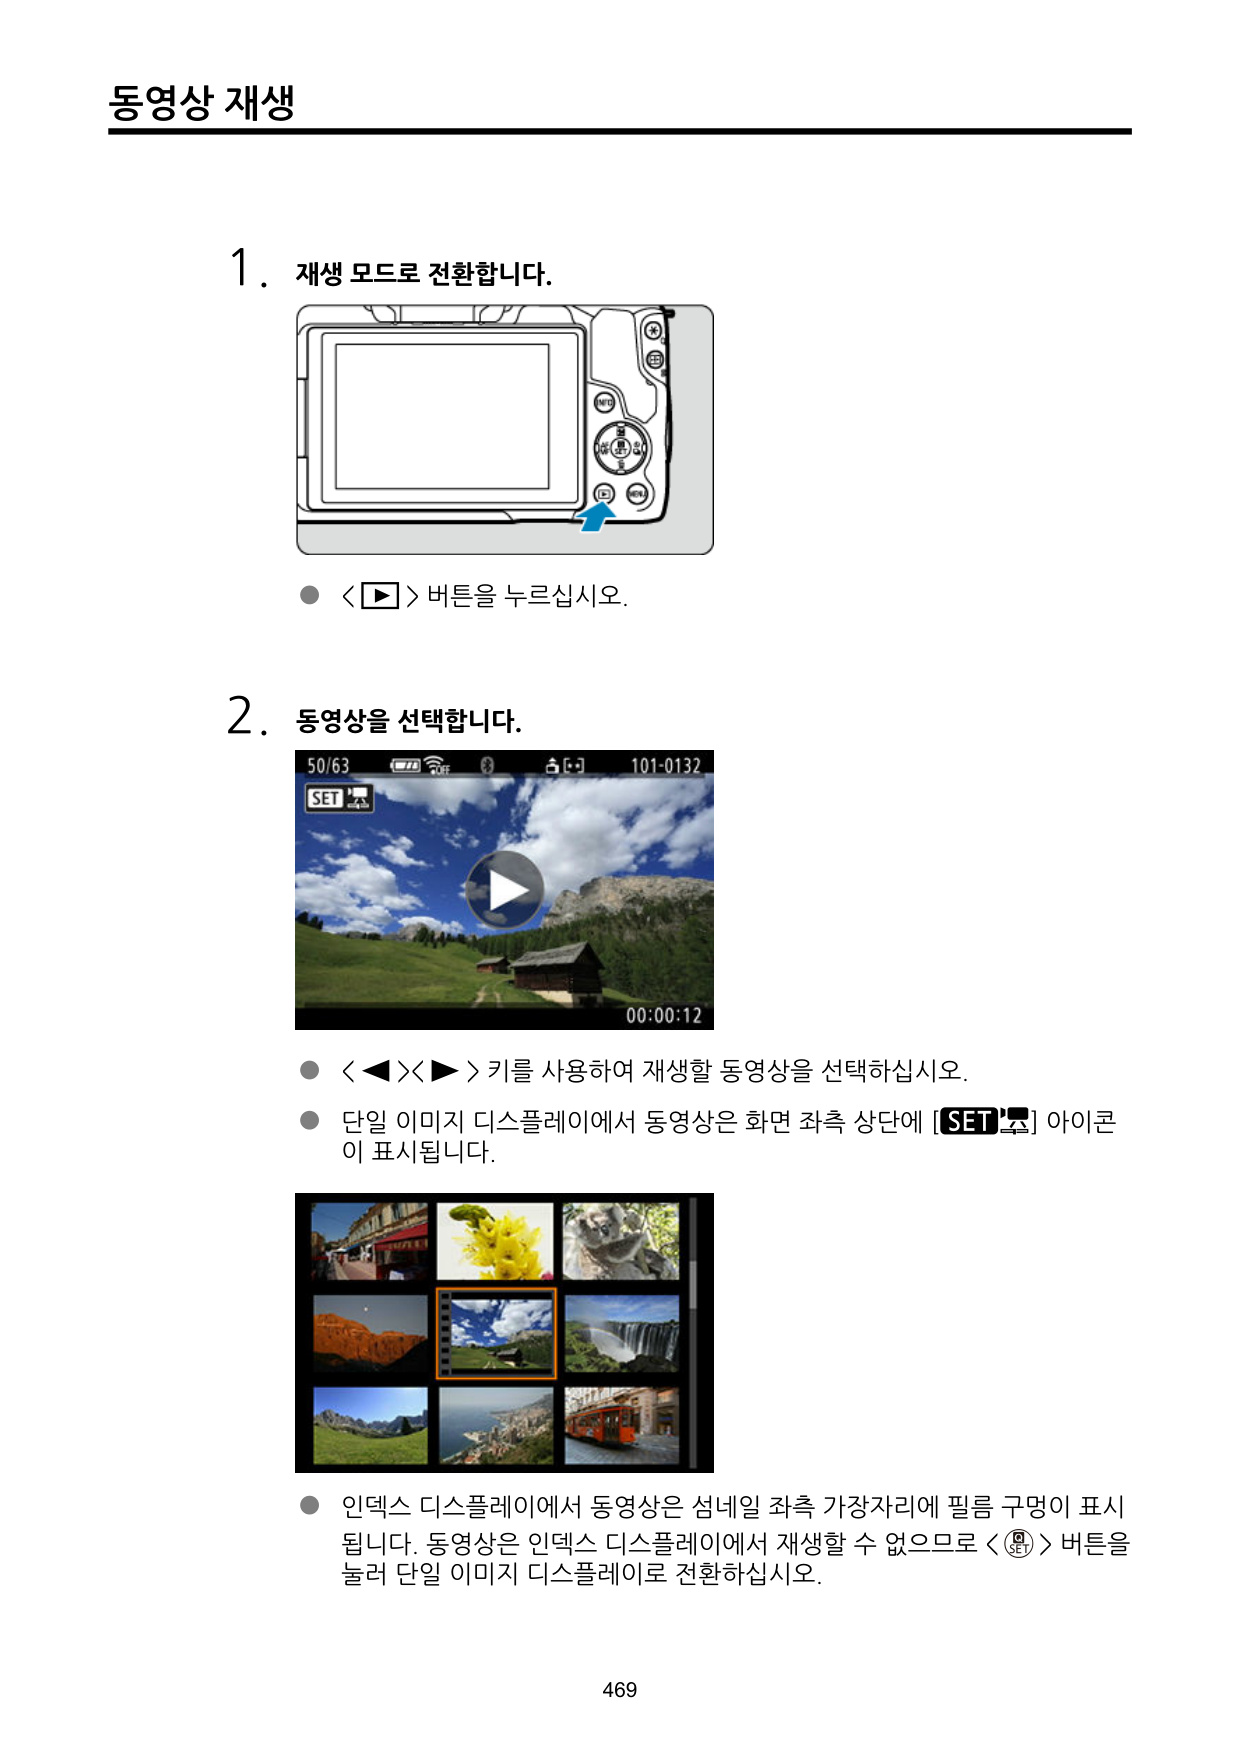 동영상 재생
1. 재생 모드로 전환합니다.
INFO
SET
MENU
● < ▶ > 버튼을 누르십시오.
2. 동영상을 선택합니다.
50/63 OFF 101-0132
SET
00:00:12
● < ◀ >< ▶ > 키를 사용하여 재생할 동영상을 선택하십시오.
● 단일 이미지 디스플레이에서 동영상은 화면 좌측 상단에 [SET] 아이콘
이 표시됩니다.
● 인덱스 디스플레이에서 동영상은 섬네일 좌측 가장자리에 필름 구멍이 표시
됩니다. 동영상은 인덱스 디스플레이에서 재생할 수 없으므로 < Q SET > 버튼을
눌러 단일 이미지 디스플레이로 전환하십시오.
469